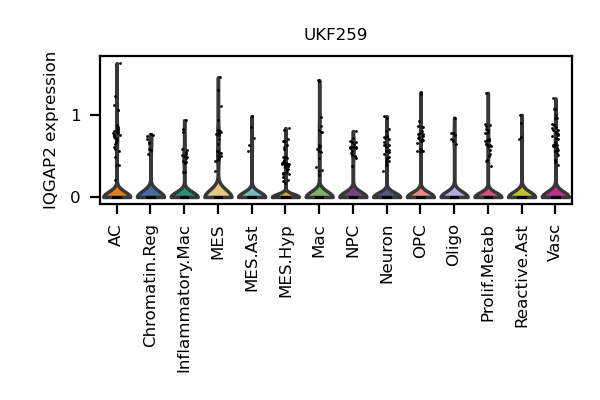 UKF259
IQGAP2 expression
1
0
AC
Chromatin.Reg
Inflammatory.Mac
MES
MES.Ast
MES.Hyp
Mac
NPC
Neuron
OPC
Oligo
Prolif.Metab
Reactive.Ast
Vasc